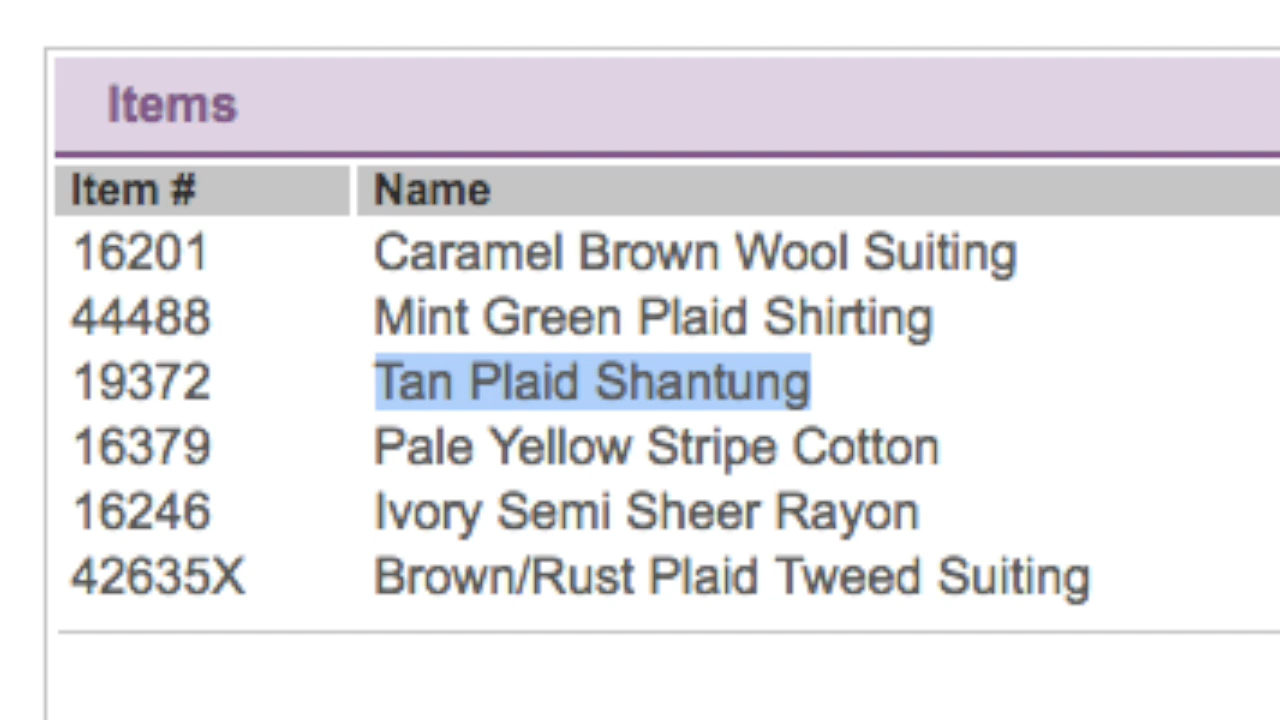 Items
Item # Name
16201 Caramel Brown Wool Suiting
44488 Mint Green Plaid Shirting
19372 Tan Plaid Shantung
16379 Pale Yellow Stripe Cotton
16246 Ivory Semi Sheer Rayon
42635X Brown/Rust Plaid Tweed Suiting